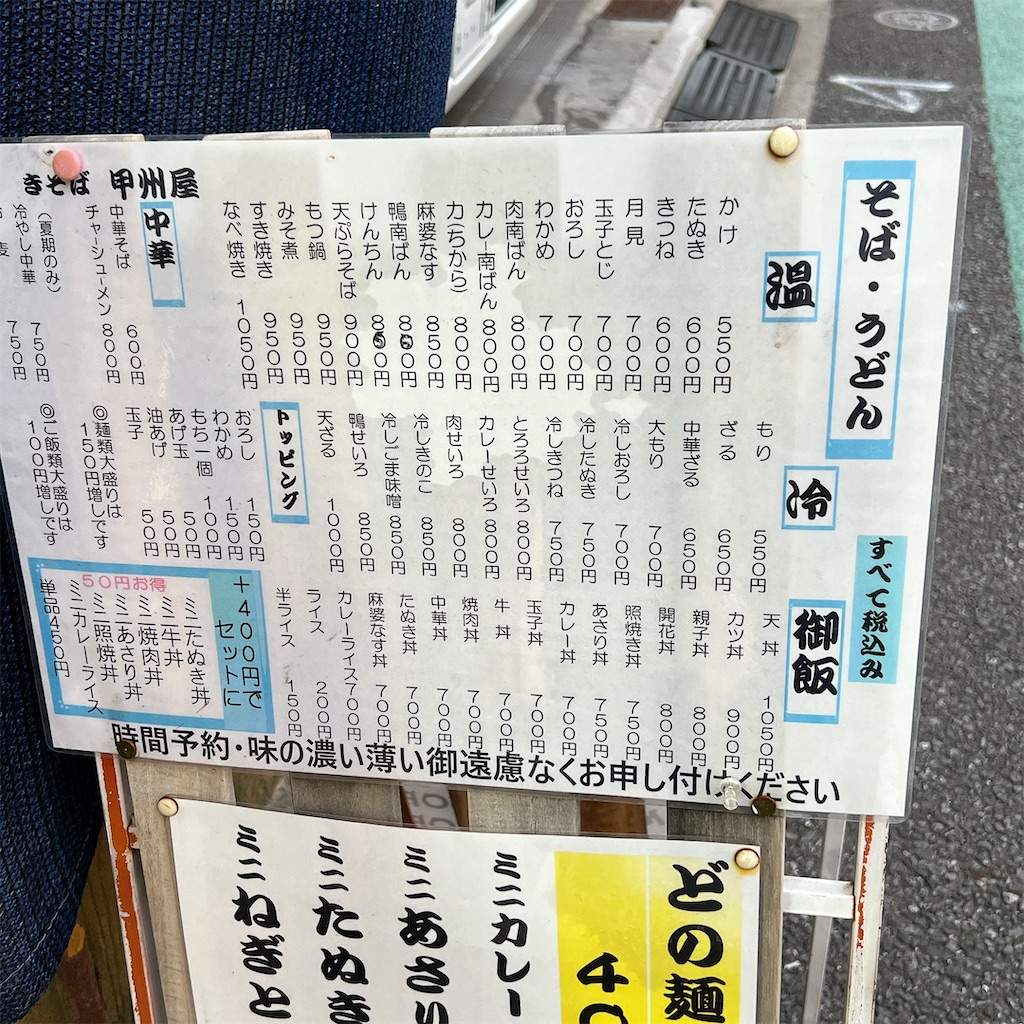 そば・うどん
温
かけ 550円
たぬき 600円
きつね 600円
月見 700円
玉子とじ 700円
おろし 700円
わかめ 700円
肉南ばん 800円
カレー南ばん 800円
力(ちから) 800円
麻婆なす 850円
鴨南ばん 850円
けんちん 850円
天ぷらそば 900円
もつ鍋 950円
みそ煮 950円
すき焼き 950円
なべ焼き 1050円
きそば 甲州屋
中華
中華そば 600円
チャーシューメン 800円
(夏期のみ)
冷やし中華 750円
麦 750円
冷
もり 550円
ざる 650円
中華ざる 650円
大もり 700円
冷しおろし 700円
冷したぬき 750円
冷しきつね 750円
とろろせいろ 800円
カレーせいろ 800円
肉せいろ 800円
冷しきのこ 850円
冷しごま味噌 850円
鴨せいろ 850円
天ざる 1000円
トッピング
おろし 150円
わかめ 150円
もち一個 100円
あげ玉 50円
油あげ 50円
玉子 50円
◎麺類大盛りは
150円増しです
◎ご飯類大盛りは
100円増しです
すべて税込み
御飯
天丼 1050円
カツ丼 900円
親子丼 800円
開花丼 800円
照焼き丼 750円
あさり丼 750円
カレー丼 700円
玉子丼 700円
牛丼 700円
焼肉丼 700円
中華丼 700円
たぬき丼 700円
麻婆なす丼 700円
カレーライス 700円
ライス 200円
半ライス 150円
+400円で
セットに
50円お得
ミニたぬき丼
ミニ牛丼
ミニ焼肉丼
ミニあさり丼
ミニ照焼丼
ミニカレーライス
単品450円
時間予約・味の濃い薄い御遠慮なくお申し付けください
どの麺
40
ミニカレー
ミニあさり
ミニたぬき
ミニねぎと